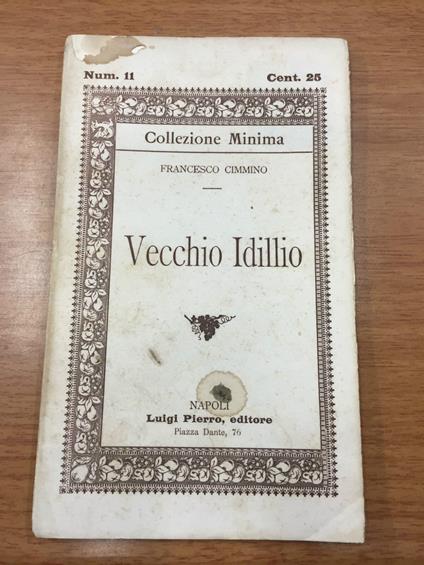 Num. 11 Cent. 25
Collezione Minima
FRANCESCO CIMMINO
Vecchio Idillio
NAPOLI
Luigi Pierro, editore
Piazza Dante, 76